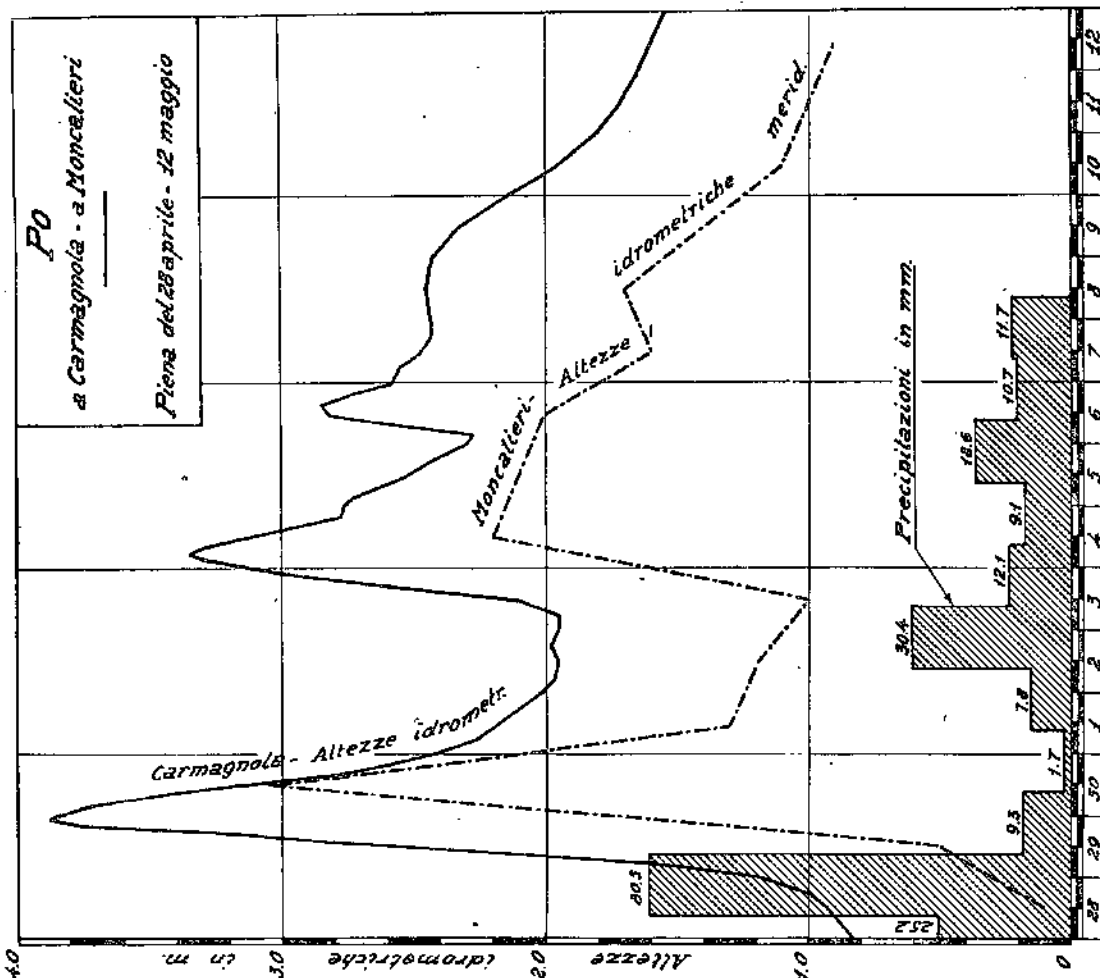 Po
a Carmagnola - a Moncalieri
Piena del 28 aprile - 12 maggio
Carmagnola - Altezze idrometr.
Moncalieri - Altezze idrometriche merid.
Precipitazioni in mm.
Altezze idrometriche in m.
4.0
3.0
2.0
1.0
0
25.2
80.5
9.5
1.7
7.8
30.4
12.1
9.1
18.6
10.7
11.7
28 29 30 1 2 3 4 5 6 7 8 9 10 11 12